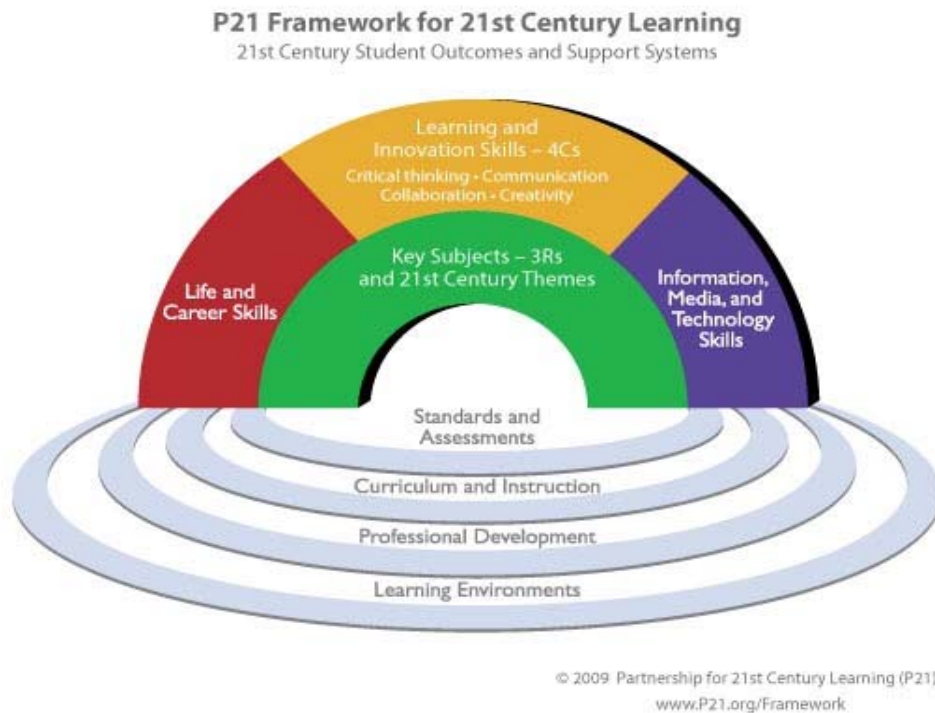 P21 Framework for 21st Century Learning
21st Century Student Outcomes and Support Systems
Learning and
Innovation Skills – 4Cs
Critical thinking • Communication
Collaboration • Creativity
Key Subjects – 3Rs
and 21st Century Themes
Life and
Career Skills
Information,
Media, and
Technology
Skills
Standards and
Assessments
Curriculum and Instruction
Professional Development
Learning Environments
© 2009 Partnership for 21st Century Learning (P21)
www.P21.org/Framework